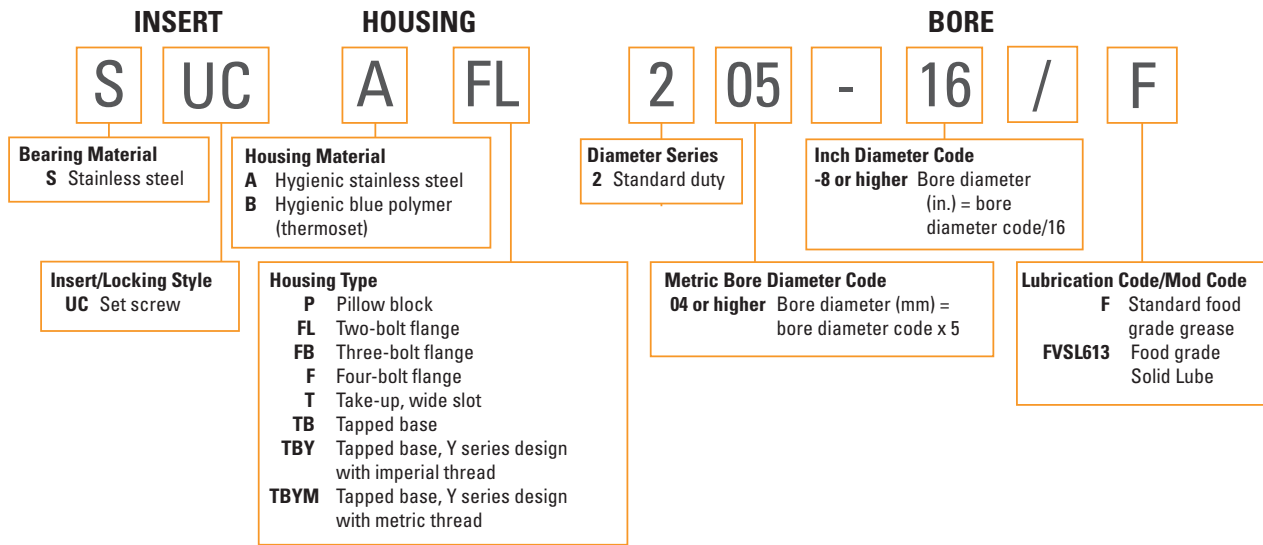 INSERT HOUSING BORE
S UC A FL 2 05 - 16 / F
Bearing Material
S Stainless steel
Housing Material
A Hygienic stainless steel
B Hygienic blue polymer
(thermoset)
Diameter Series
2 Standard duty
Inch Diameter Code
-8 or higher Bore diameter
(in.) = bore
diameter code/16
Insert/Locking Style
UC Set screw
Housing Type
P Pillow block
FL Two-bolt flange
FB Three-bolt flange
F Four-bolt flange
T Take-up, wide slot
TB Tapped base
TBY Tapped base, Y series design
with imperial thread
TBYM Tapped base, Y series design
with metric thread
Metric Bore Diameter Code
04 or higher Bore diameter (mm) =
bore diameter code x 5
Lubrication Code/Mod Code
F Standard food
grade grease
FVSL613 Food grade
Solid Lube